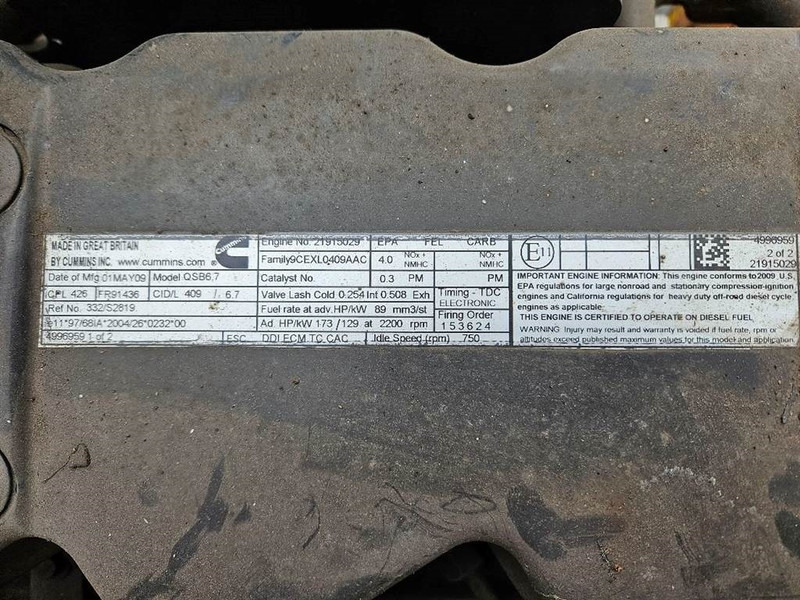 MADE IN GREAT BRITAIN
BY CUMMINS INC. www.cummins.com
Cummins
Date of Mfg 01MAY09 Model QSB6,7
CPL 426 FR91436 CID/L 409 / 6.7
Ref No. 332/S2819
11*97/68IA*2004/26*0232*00
4996959 1 of 2 ESC
Engine No. 21915029 EPA FEL CARB
Family9CEXL0409AAC 4.0 NOx + NMHC NOx + NMHC
Catalyst No. 0.3 PM PM
Valve Lash Cold 0.254 Int 0.508 Exh Timing - TDC
ELECTRONIC
Fuel rate at adv.HP/kW 89 mm3/st Firing Order
Ad. HP/kW 173 /129 at 2200 rpm 1 5 3 6 2 4
DDI.ECM.TC.CAC Idle Speed (rpm) 750
E11
4996959
2 of 2
21915029
IMPORTANT ENGINE INFORMATION: This engine conforms to2009 U.S.
EPA regulations for large nonroad and stationary compression-ignition
engines and California regulations for heavy duty off-road diesel cycle
engines as applicable.
THIS ENGINE IS CERTIFIED TO OPERATE ON DIESEL FUEL
WARNING: Injury may result and warranty is voided if fuel rate, rpm or
altitudes exceed published maximum values for this model and application